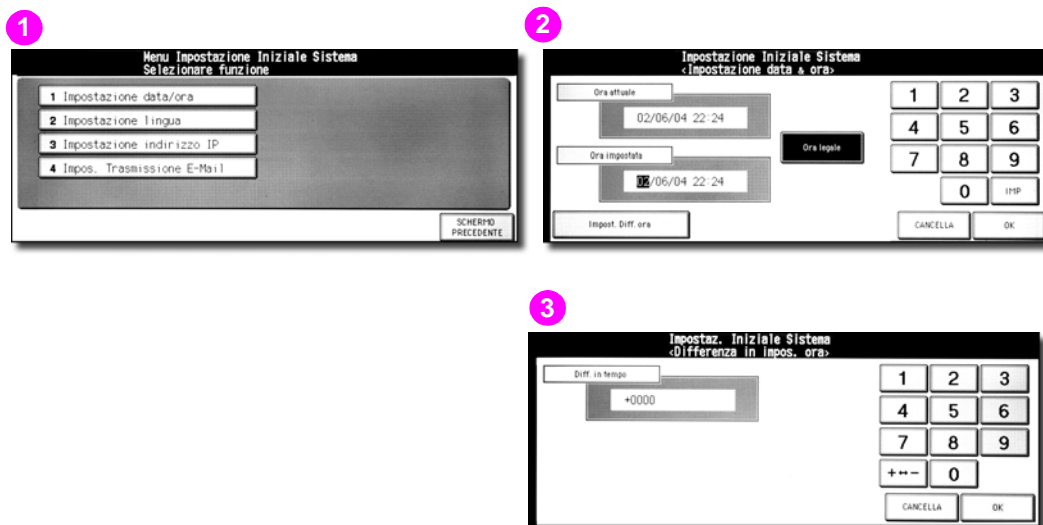 1
Menu Impostazione Iniziale Sistema
Selezionare funzione
1 Impostazione data/ora
2 Impostazione lingua
3 Impostazione indirizzo IP
4 Impos. Trasmissione E-Mail
SCHERMO
PRECEDENTE
2
Impostazione Iniziale Sistema
<Impostazione data & ora>
Ora attuale
02/06/04 22:24
Ora impostata
02/06/04 22:24
Impost. Diff. ora
Ora legale
1 2 3
4 5 6
7 8 9
0 IMP
CANCELLA OK
3
Impostaz. Iniziale Sistema
<Differenza in impos. ora>
Diff. in tempo
+0000
1 2 3
4 5 6
7 8 9
+↔- 0
CANCELLA OK